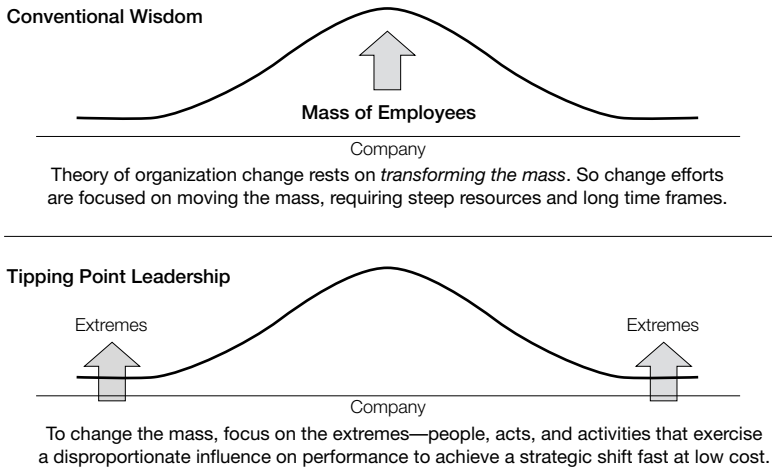 Conventional Wisdom
Mass of Employees
Company
Theory of organization change rests on transforming the mass. So change efforts
are focused on moving the mass, requiring steep resources and long time frames.
Tipping Point Leadership
Extremes
Extremes
Company
To change the mass, focus on the extremes—people, acts, and activities that exercise
a disproportionate influence on performance to achieve a strategic shift fast at low cost.